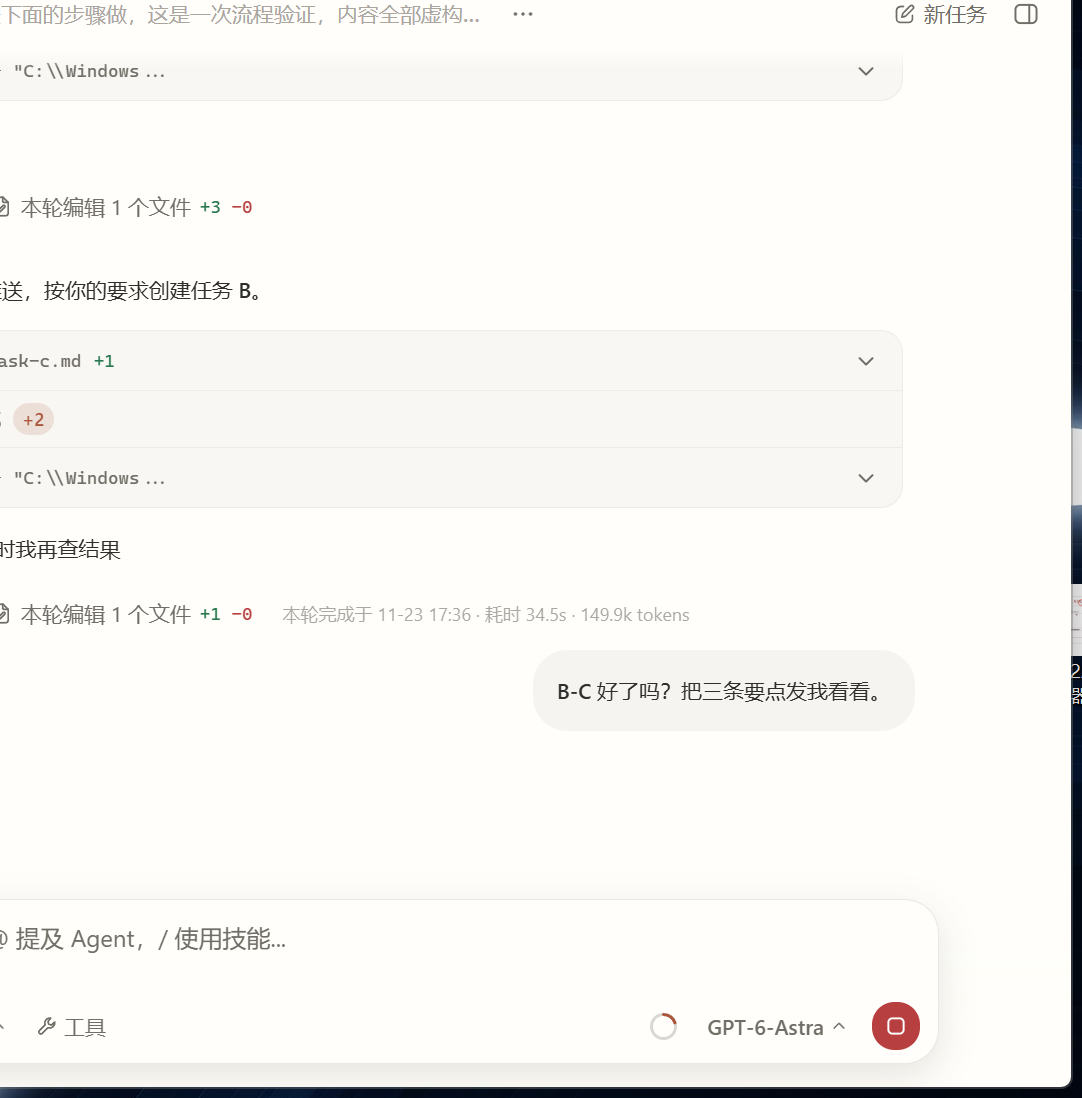 下面的步骤做，这是一次流程验证，内容全部虚构... ···
新任务
"C:\\Windows ...
本轮编辑 1 个文件 +3 -0
送，按你的要求创建任务 B。
ask-c.md +1
+2
"C:\\Windows ...
时我再查结果
本轮编辑 1 个文件 +1 -0 本轮完成于 11-23 17:36 · 耗时 34.5s · 149.9k tokens
B-C 好了吗？把三条要点发我看看。
@ 提及 Agent，/ 使用技能...
工具
GPT-6-Astra